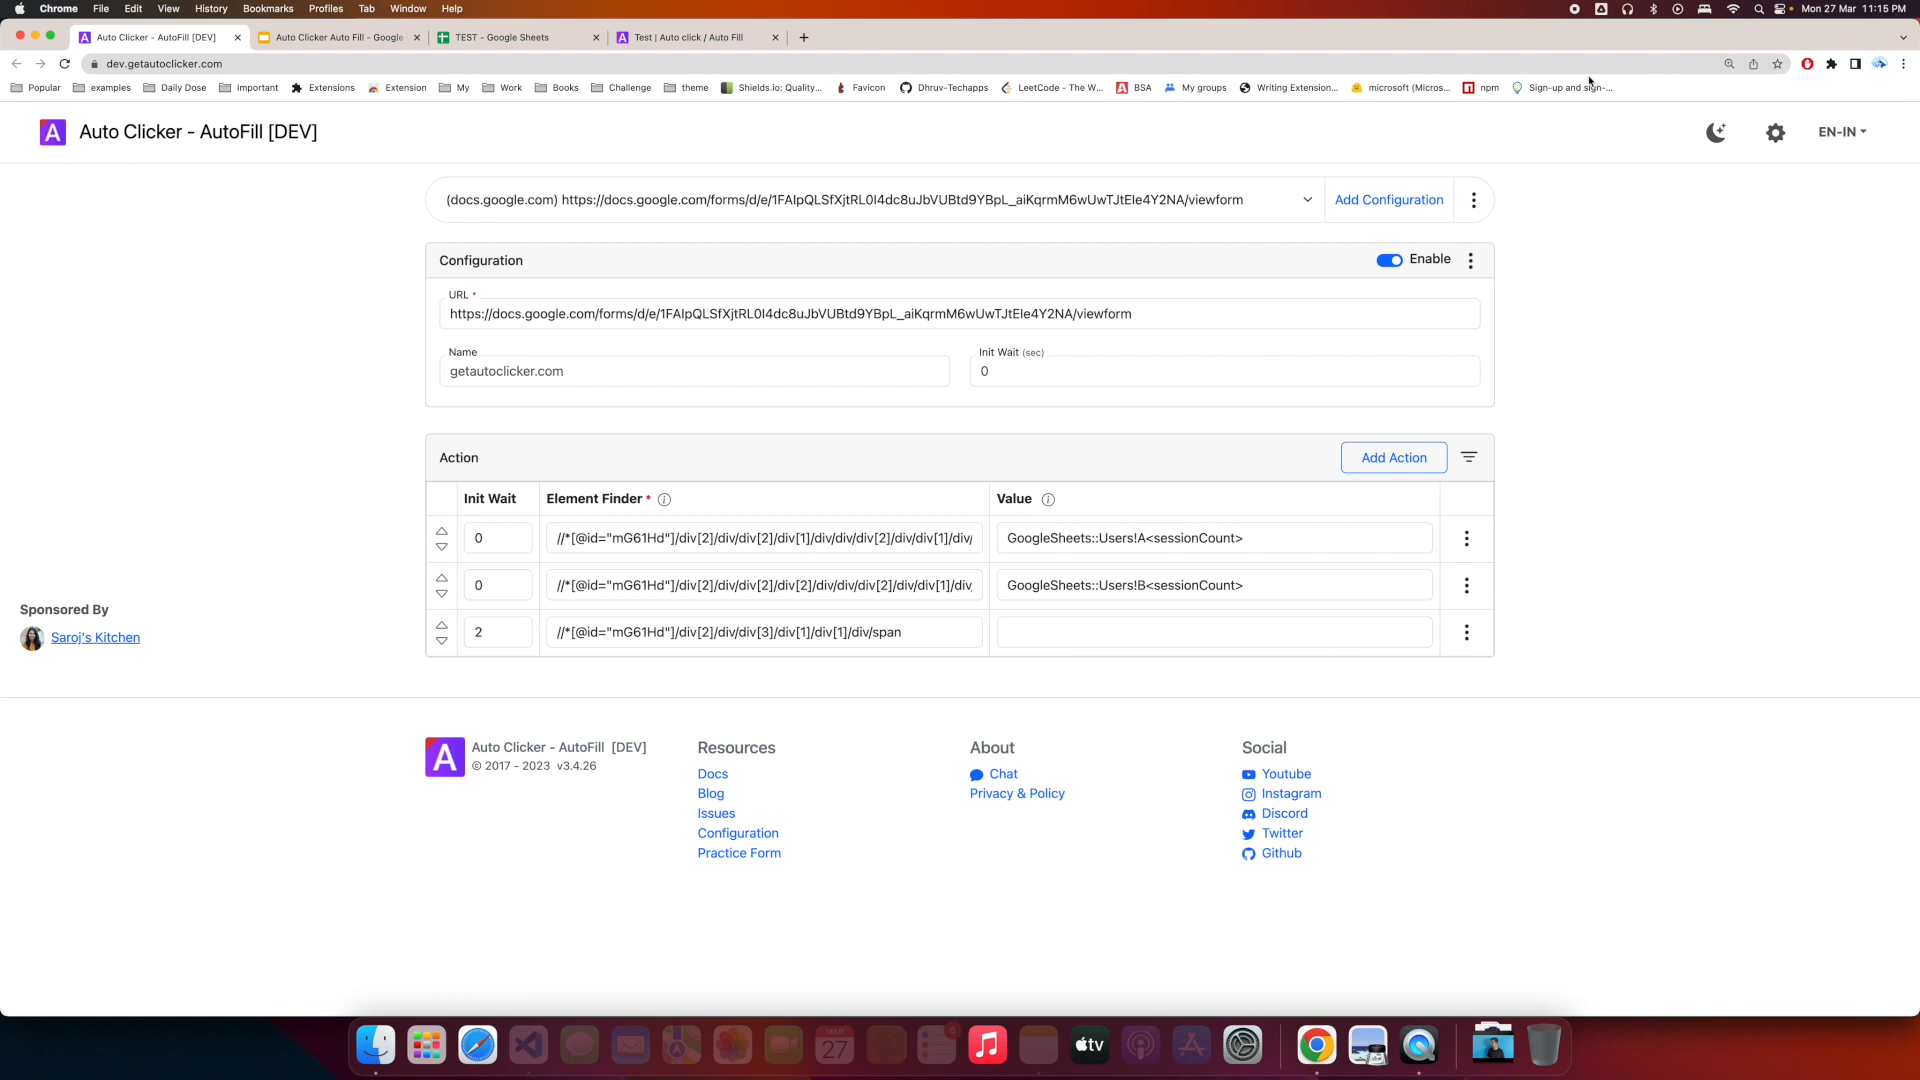 Chrome File Edit View History Bookmarks Profiles Tab Window Help Mon 27 Mar 11:15 PM
Auto Clicker - AutoFill [DEV] Auto Clicker Auto Fill - Google TEST - Google Sheets Test | Auto click / Auto Fill
dev.getautoclicker.com
Popular examples Daily Dose Important Extensions Extension My Work Books Challenge theme Shields.io: Quality... Favicon Dhruv-Techapps LeetCode - The W... BSA My groups Writing Extension... microsoft (Micros... npm Sign-up and sign-...
A Auto Clicker - AutoFill [DEV] EN-IN
(docs.google.com) https://docs.google.com/forms/d/e/1FAIpQLSfXjtRL0I4dc8uJbVUBtd9YBpL_aiKqrmM6wUwTJtEIe4Y2NA/viewform Add Configuration
Configuration Enable
URL *
https://docs.google.com/forms/d/e/1FAIpQLSfXjtRL0I4dc8uJbVUBtd9YBpL_aiKqrmM6wUwTJtEIe4Y2NA/viewform
Name Init Wait (sec)
getautoclicker.com 0
Action Add Action
Init Wait Element Finder * Value
0 //*[@id="mG61Hd"]/div[2]/div/div[2]/div[1]/div/div/div[2]/div/div[1]/div/ GoogleSheets::Users!A<sessionCount>
0 //*[@id="mG61Hd"]/div[2]/div/div[2]/div[2]/div/div/div[2]/div/div[1]/div, GoogleSheets::Users!B<sessionCount>
2 //*[@id="mG61Hd"]/div[2]/div/div[3]/div[1]/div[1]/div/span
Sponsored By
Saroj's Kitchen
A Auto Clicker - AutoFill [DEV] Resources About Social
© 2017 - 2023 v3.4.26
Docs Chat Youtube
Blog Privacy & Policy Instagram
Issues Discord
Configuration Twitter
Practice Form Github
MAR
27 tv